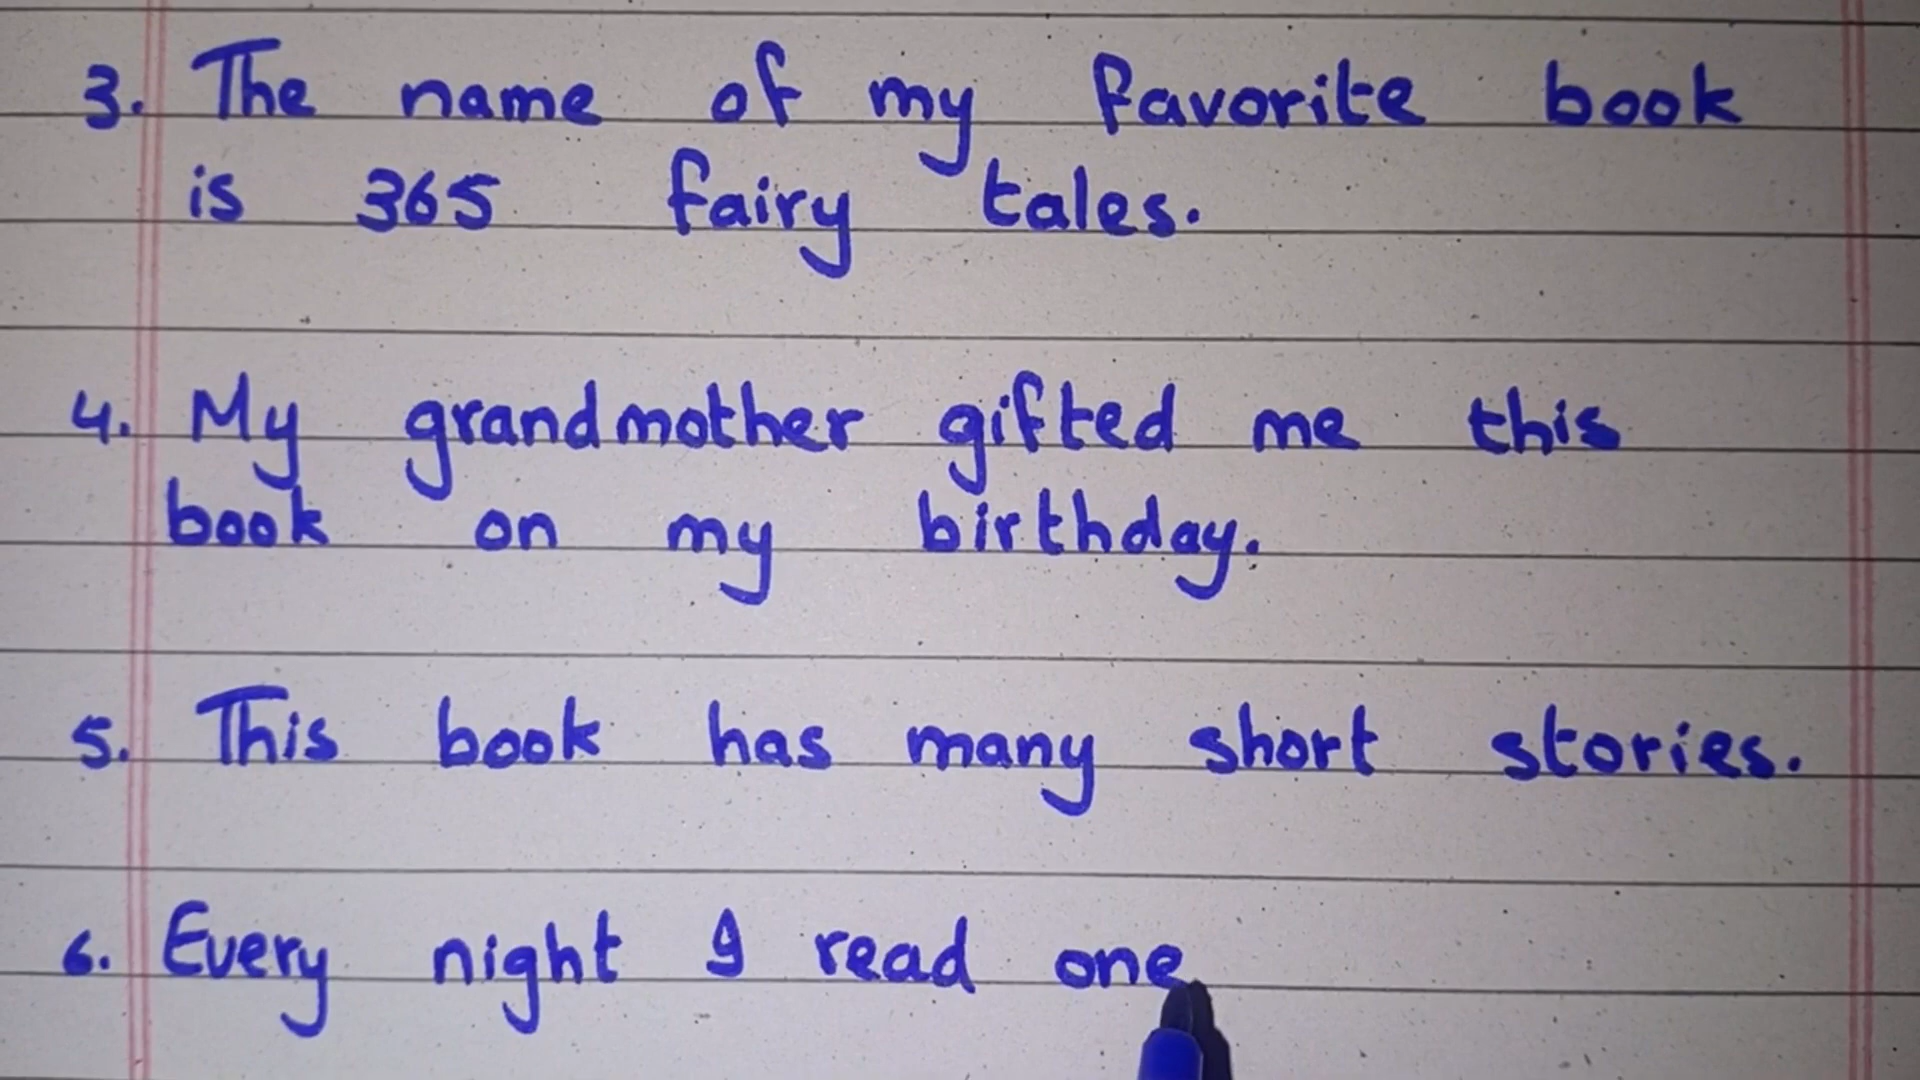 3. The name of my favorite book
is 365 fairy tales.
4. My grandmother gifted me this
book on my birthday.
5. This book has many short stories.
6. Every night I read one